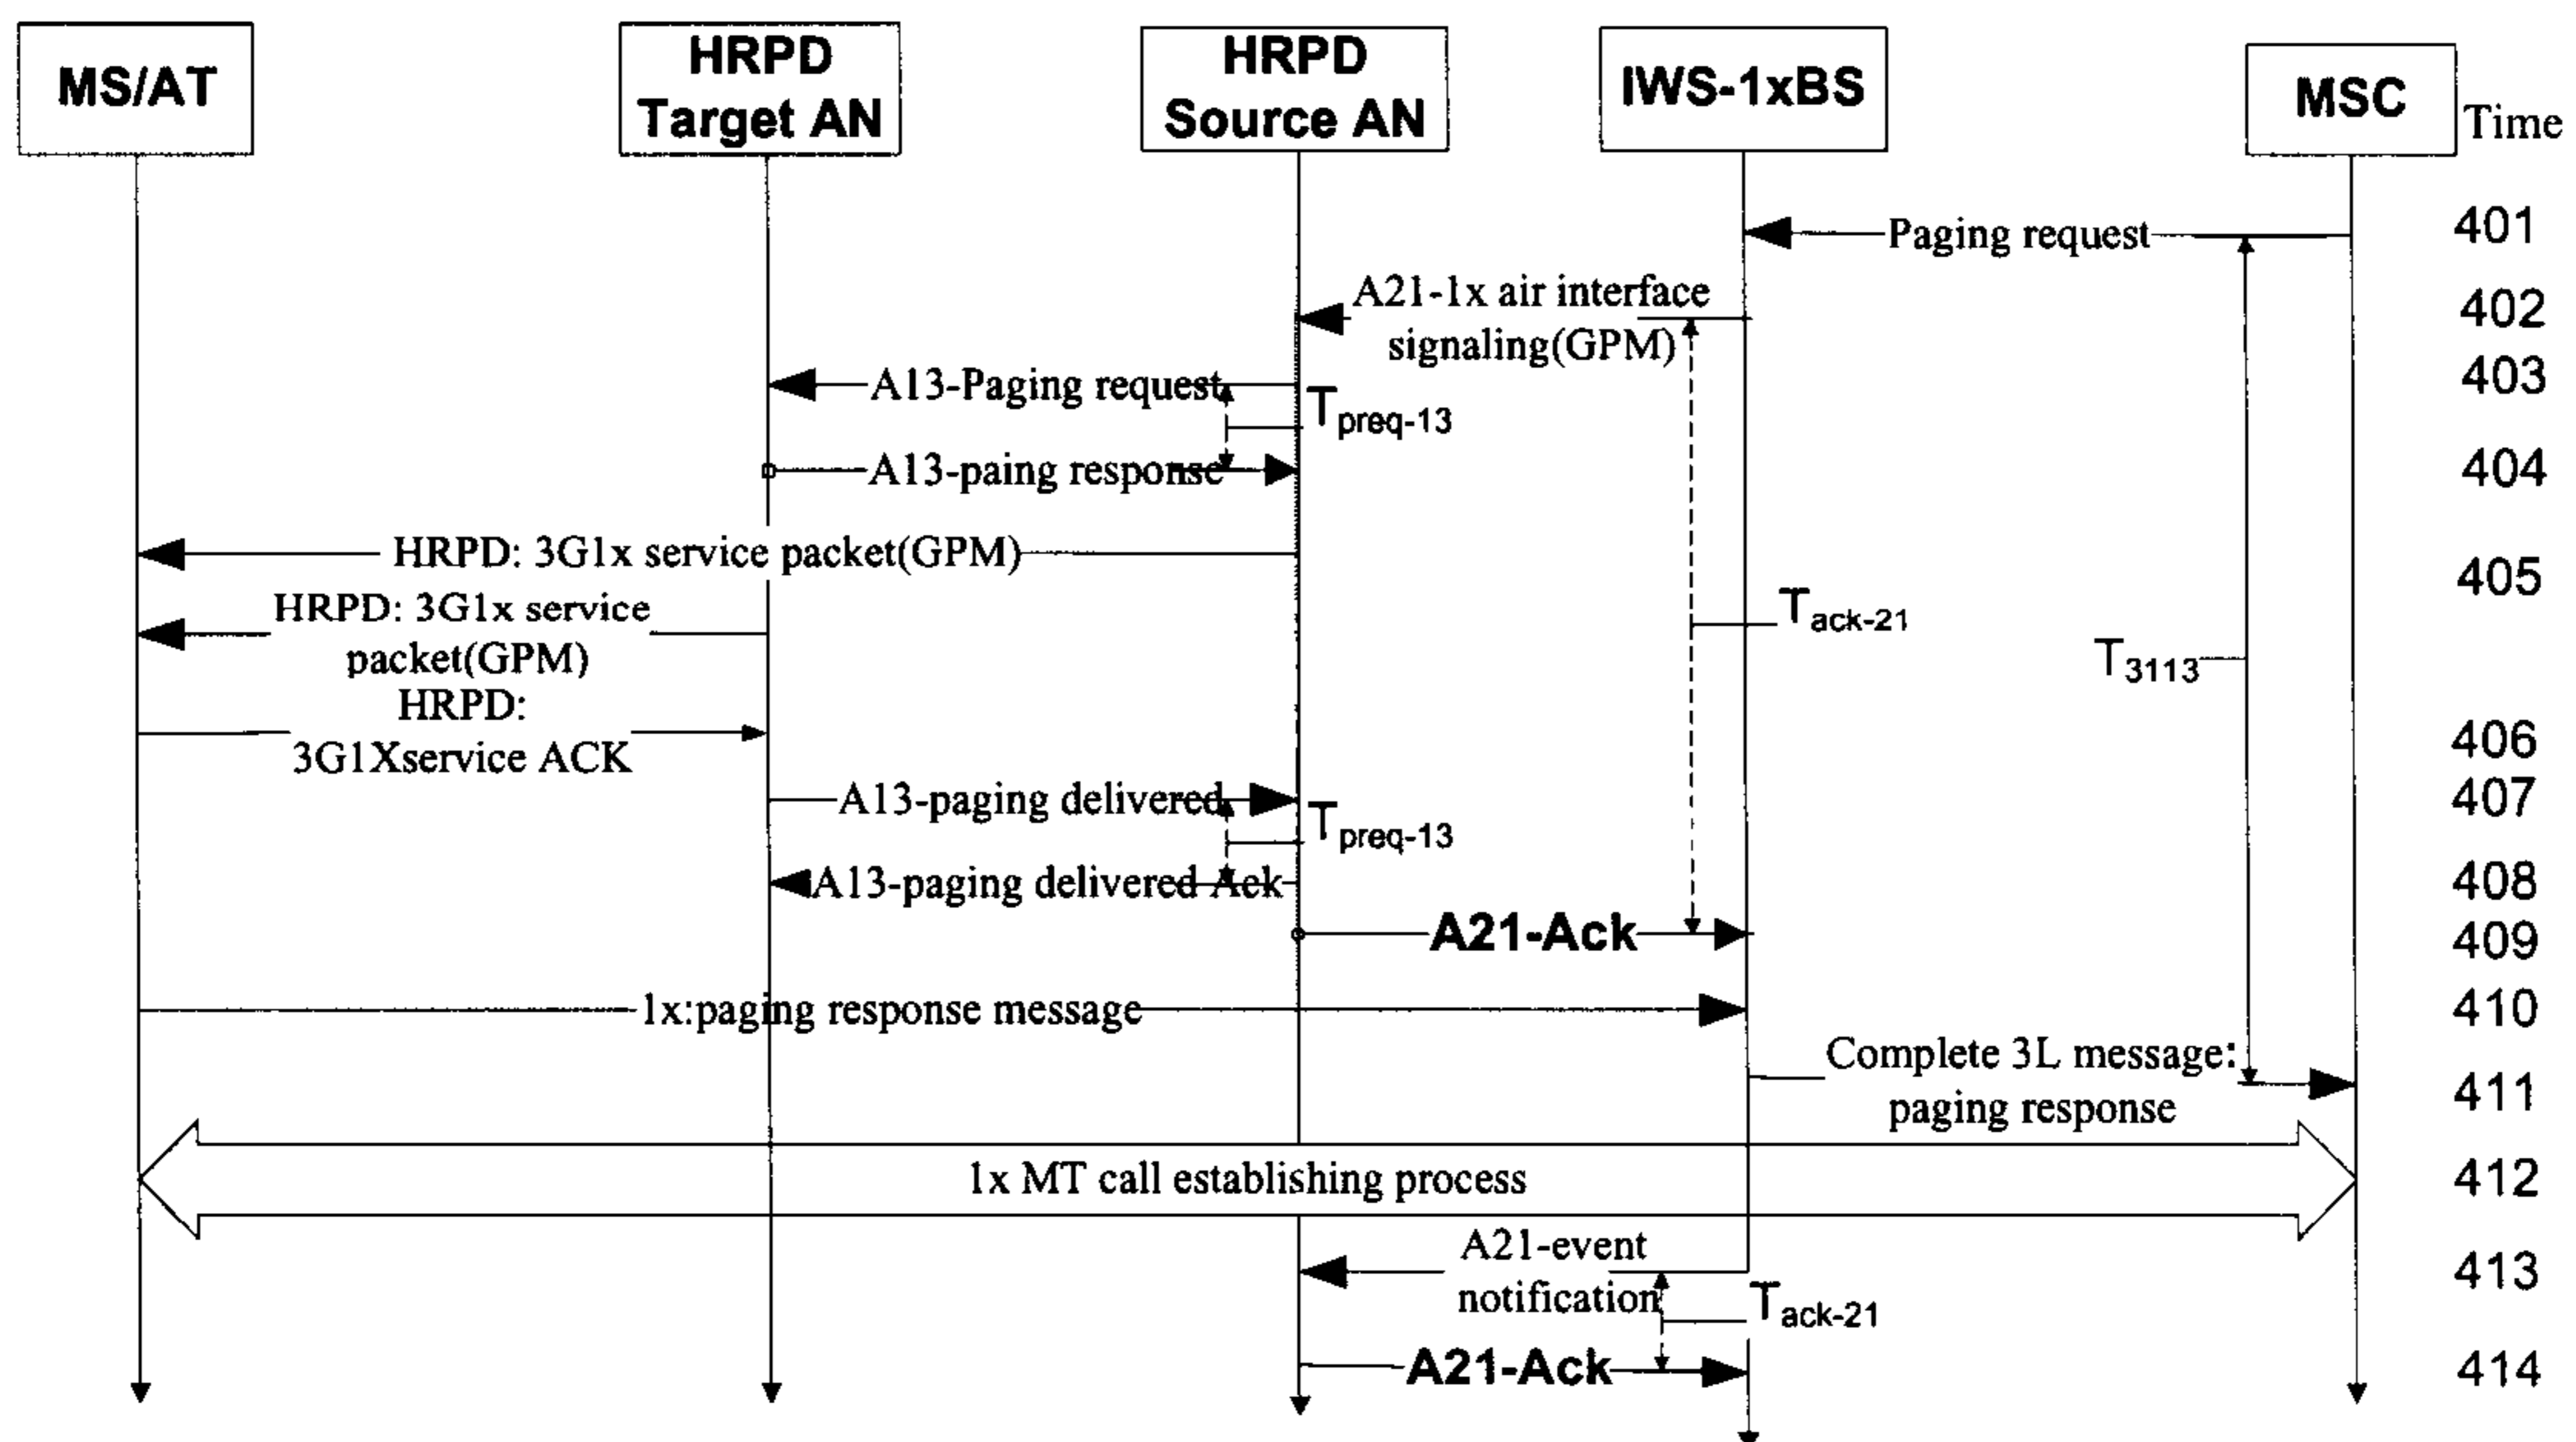 MS/AT
HRPD
Target AN
HRPD
Source AN
IWS-1xBS
MSC
Time
Paging request
401
A21-1x air interface
signaling(GPM)
402
A13-Paging request
403
Tpreq-13
A13-paing response
404
HRPD: 3G1x service packet(GPM)
405
HRPD: 3G1x service
packet(GPM)
Tack-21
T3113
HRPD:
3G1Xservice ACK
406
A13-paging delivered
407
Tpreq-13
A13-paging delivered Ack
408
A21-Ack
409
1x:paging response message
410
Complete 3L message:
paging response
411
1x MT call establishing process
412
A21-event
notification
413
Tack-21
A21-Ack
414